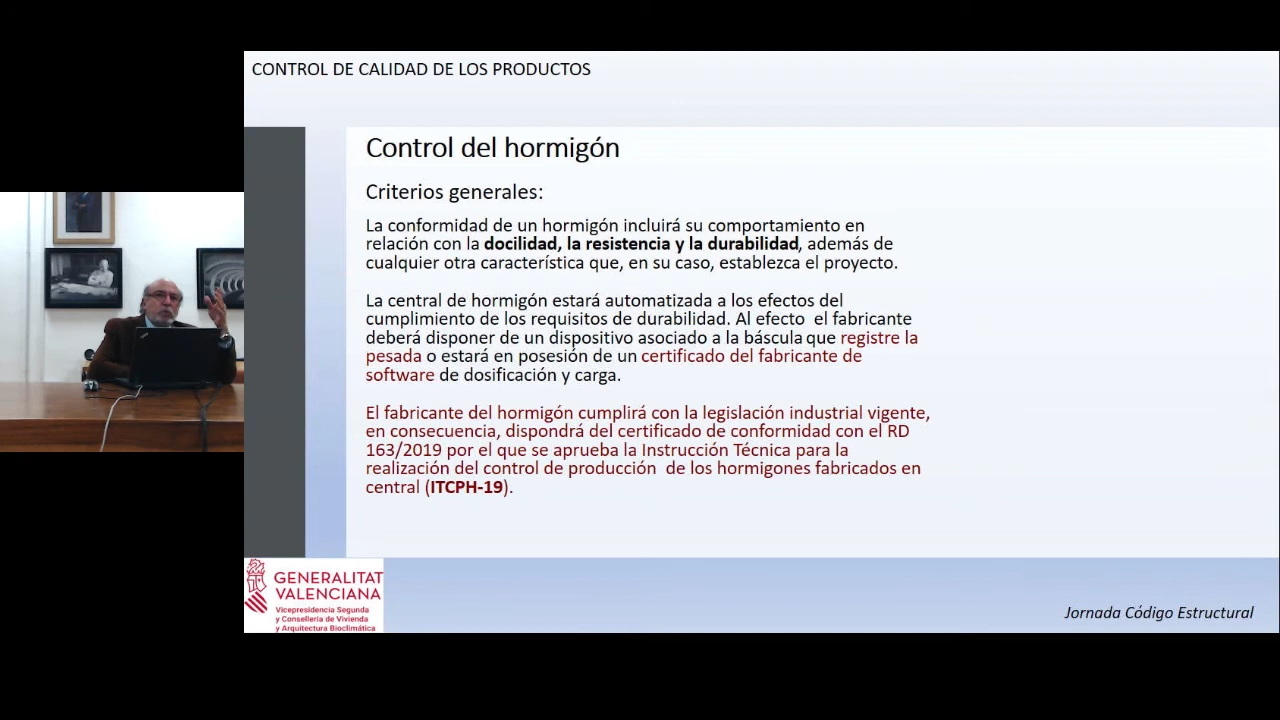 CONTROL DE CALIDAD DE LOS PRODUCTOS
Control del hormigón
Criterios generales:
La conformidad de un hormigón incluirá su comportamiento en
relación con la docilidad, la resistencia y la durabilidad, además de
cualquier otra característica que, en su caso, establezca el proyecto.
La central de hormigón estará automatizada a los efectos del
cumplimiento de los requisitos de durabilidad. Al efecto el fabricante
deberá disponer de un dispositivo asociado a la báscula que registre la
pesada o estará en posesión de un certificado del fabricante de
software de dosificación y carga.
El fabricante del hormigón cumplirá con la legislación industrial vigente,
en consecuencia, dispondrá del certificado de conformidad con el RD
163/2019 por el que se aprueba la Instrucción Técnica para la
realización del control de producción de los hormigones fabricados en
central (ITCPH-19).
GENERALITAT
VALENCIANA
Vicepresidencia Segunda
y Conselleria de Vivienda
y Arquitectura Bioclimática
Jornada Código Estructural